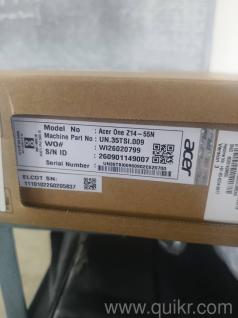 Model No : Acer One Z14-55N
Machine Part No : UN.35TSI.009
WO# : WI26020799
S/N ID : 260901149007
Serial Number :
acer
ELCOT SN:
1110102260205837
www.quikr.com